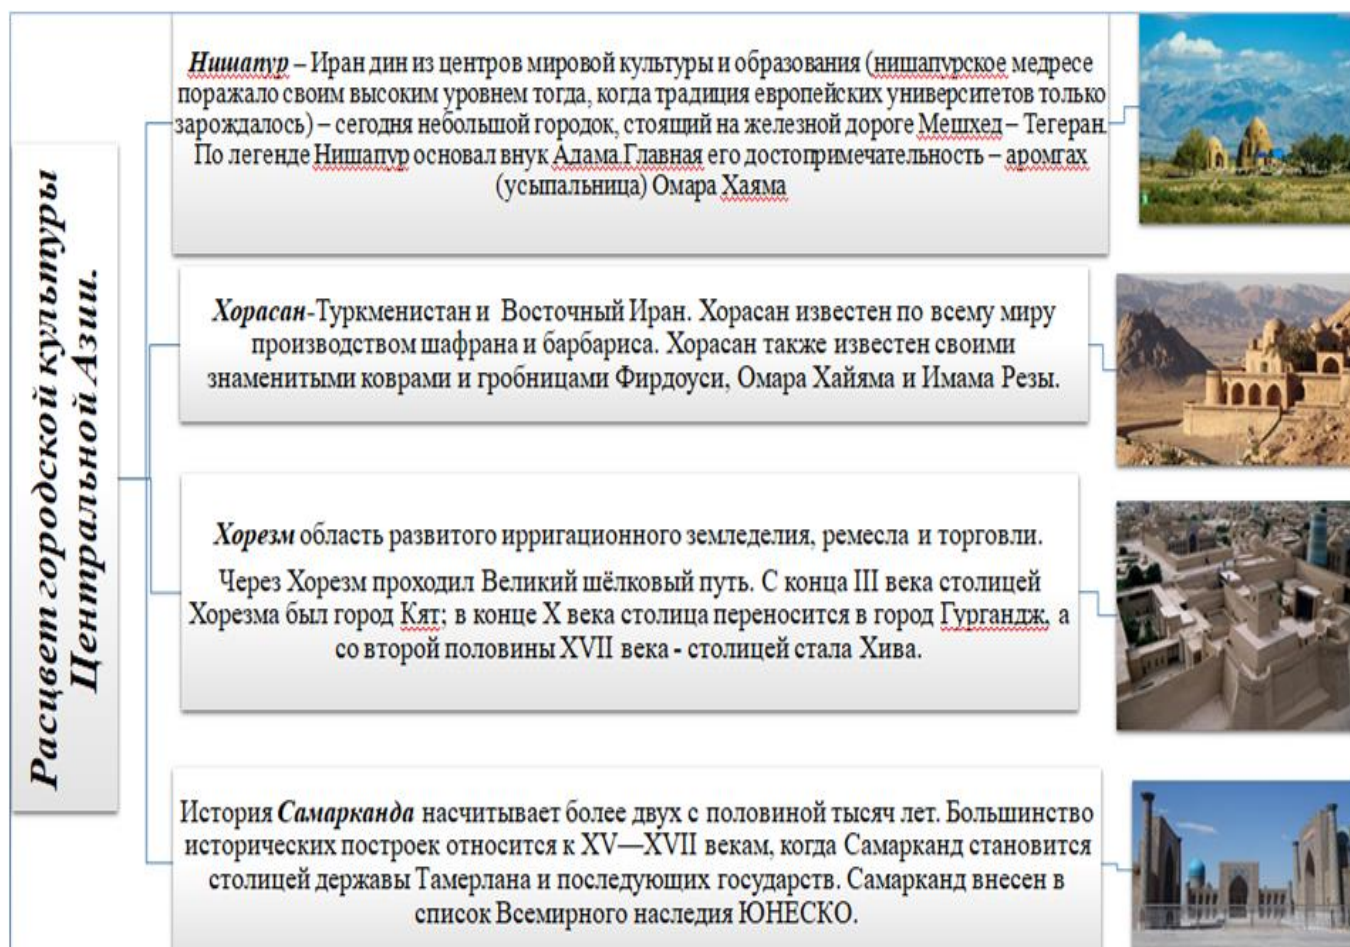 Расцвет городской культуры
Центральной Азии.
Нишапур – Иран дин из центров мировой культуры и образования (нишапурское медресе
поражало своим высоким уровнем тогда, когда традиция европейских университетов только
зарождалось) – сегодня небольшой городок, стоящий на железной дороге Мешхед – Тегеран.
По легенде Нишапур основал внук Адама.Главная его достопримечательность – аромгах
(усыпальница) Омара Хаяма
Хорасан-Туркменистан и Восточный Иран. Хорасан известен по всему миру
производством шафрана и барбариса. Хорасан также известен своими
знаменитыми коврами и гробницами Фирдоуси, Омара Хайяма и Имама Резы.
Хорезм область развитого ирригационного земледелия, ремесла и торговли.
Через Хорезм проходил Великий шёлковый путь. С конца III века столицей
Хорезма был город Кят; в конце X века столица переносится в город Гургандж, а
со второй половины XVII века - столицей стала Хива.
История Самарканда насчитывает более двух с половиной тысяч лет. Большинство
исторических построек относится к XV—XVII векам, когда Самарканд становится
столицей державы Тамерлана и последующих государств. Самарканд внесен в
список Всемирного наследия ЮНЕСКО.